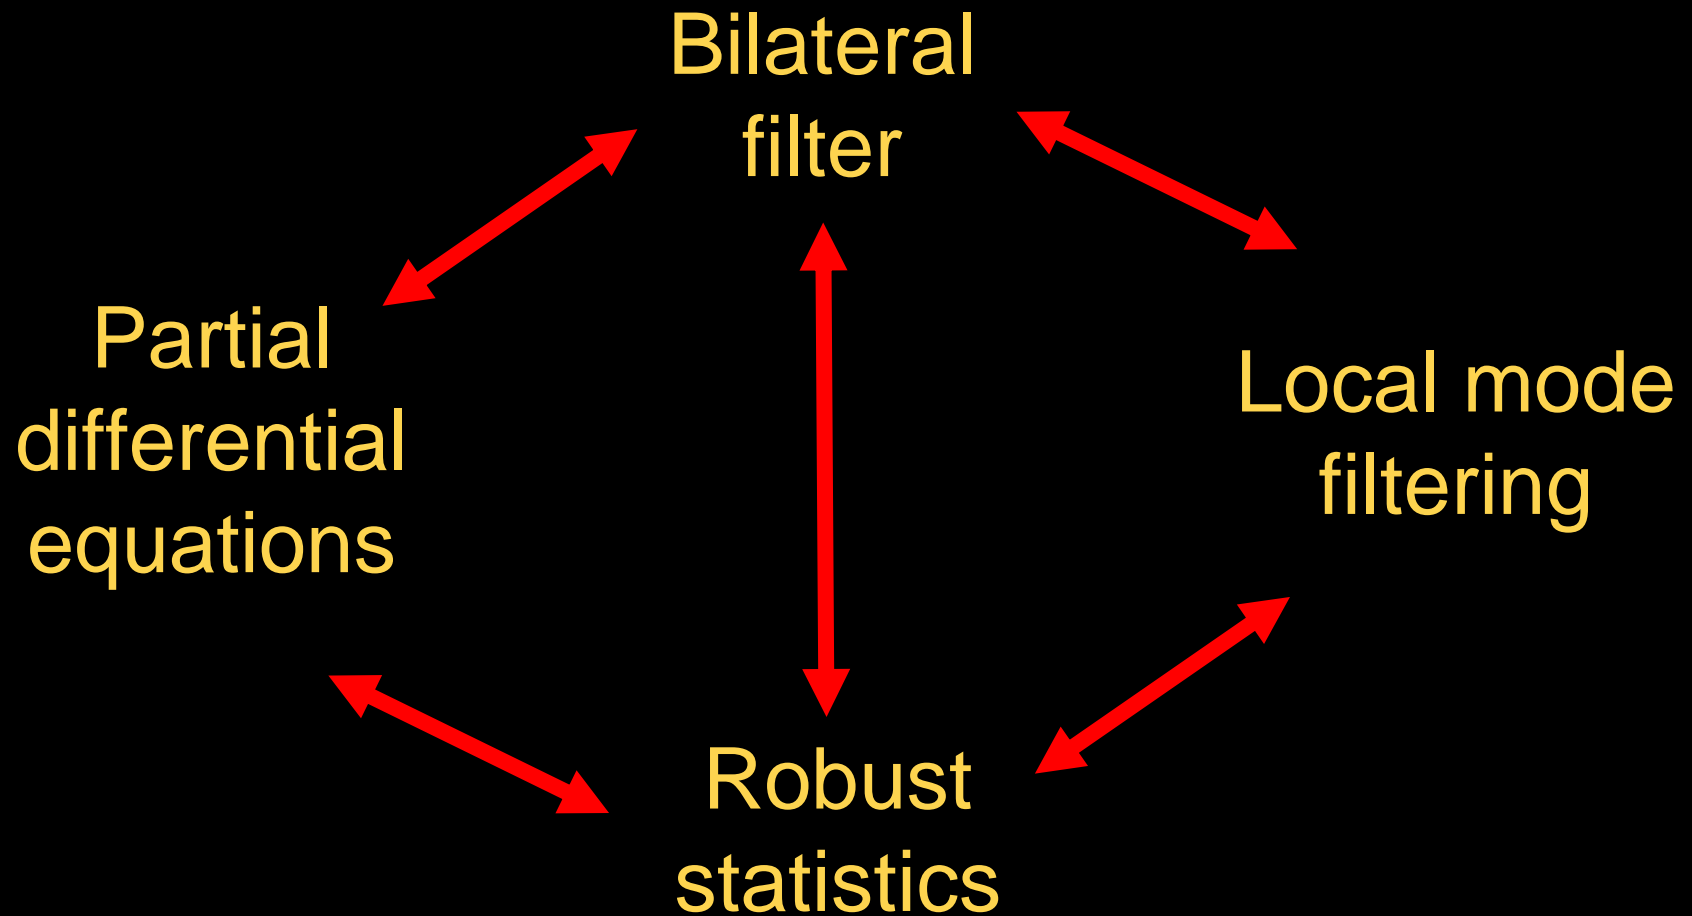 Bilateral
filter
Partial
differential
equations
Local mode
filtering
Robust
statistics